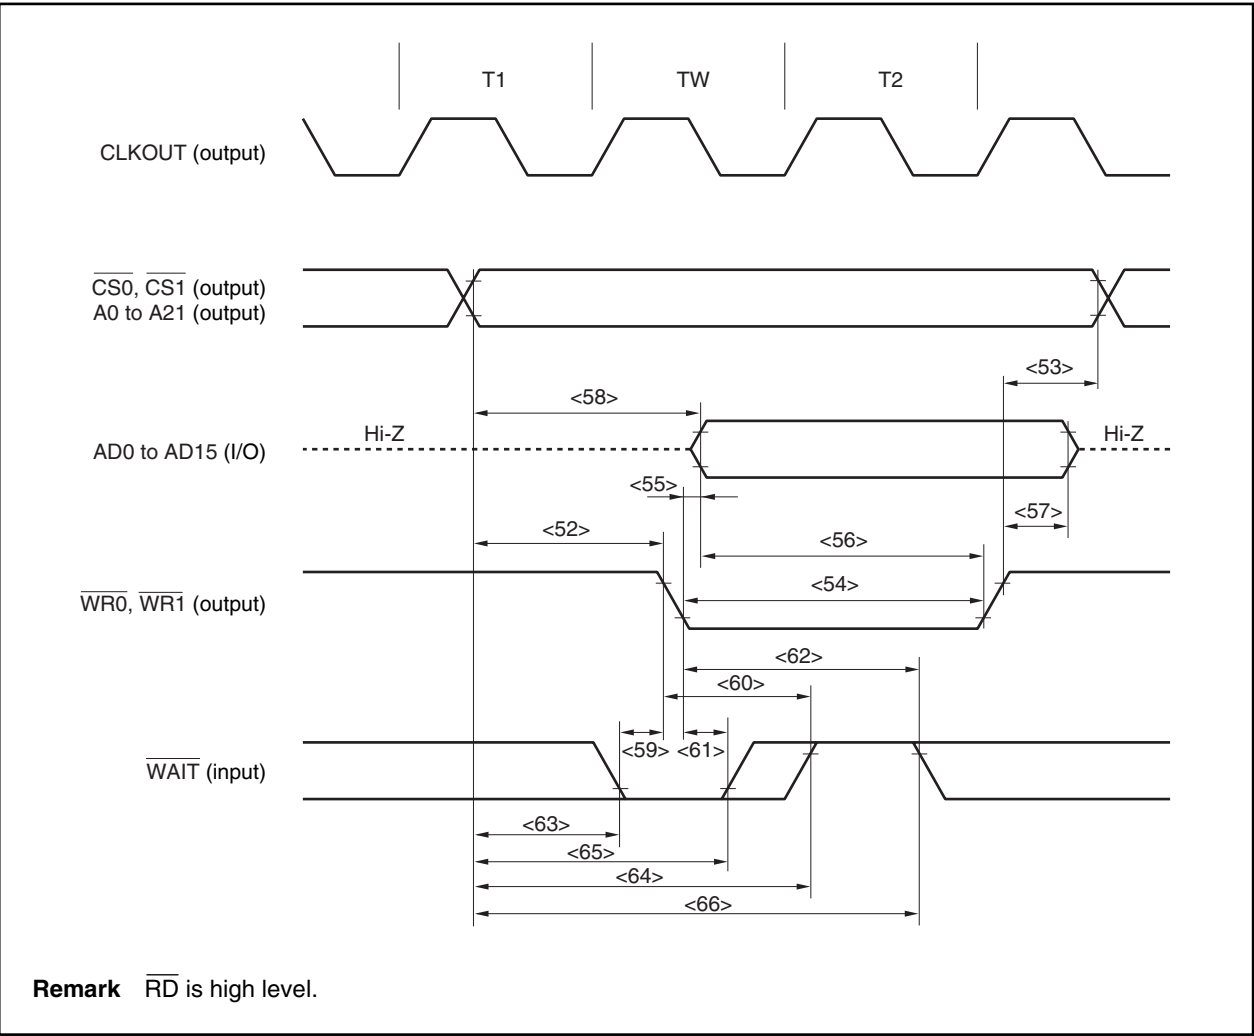 T1 TW T2
CLKOUT (output)
CS0, CS1 (output)
A0 to A21 (output)
<53>
<58>
Hi-Z Hi-Z
AD0 to AD15 (I/O)
<55>
<57>
<52>
<56>
<54>
WR0, WR1 (output)
<62>
<60>
<59> <61>
WAIT (input)
<63>
<65>
<64>
<66>
Remark RD is high level.